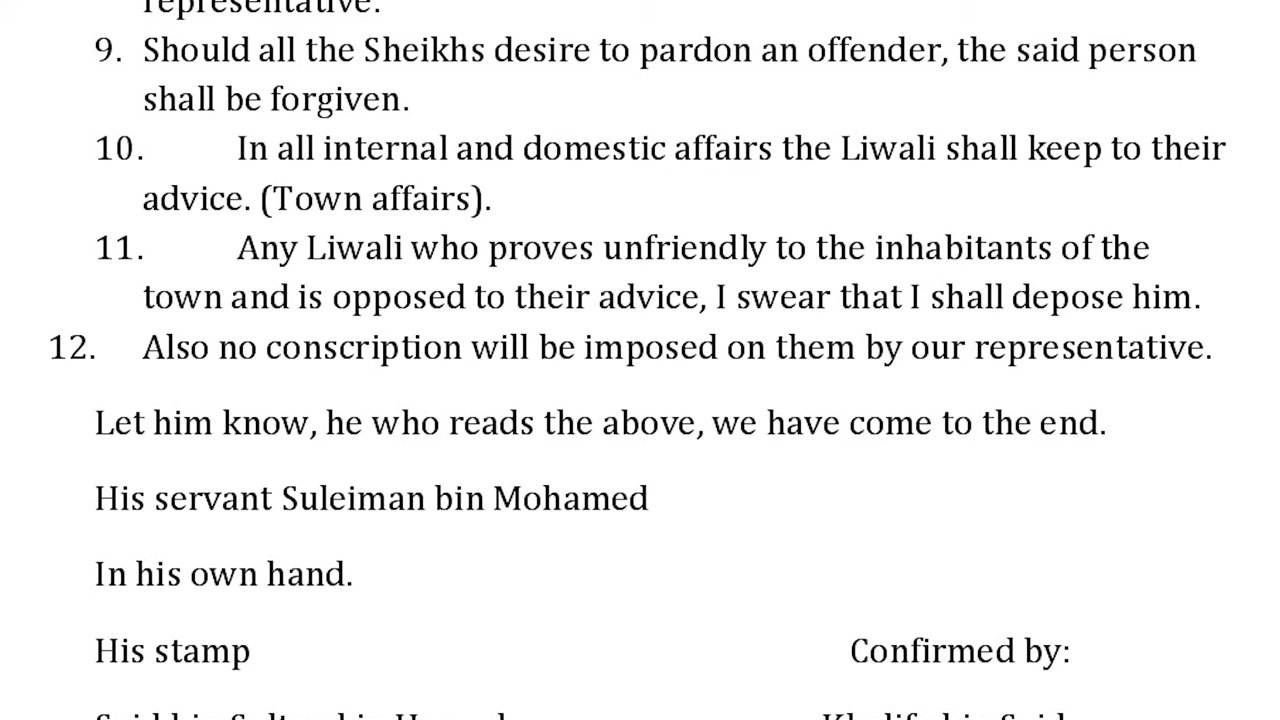 representative.
9. Should all the Sheikhs desire to pardon an offender, the said person
shall be forgiven.
10. In all internal and domestic affairs the Liwali shall keep to their
advice. (Town affairs).
11. Any Liwali who proves unfriendly to the inhabitants of the
town and is opposed to their advice, I swear that I shall depose him.
12. Also no conscription will be imposed on them by our representative.
Let him know, he who reads the above, we have come to the end.
His servant Suleiman bin Mohamed
In his own hand.
His stamp Confirmed by: